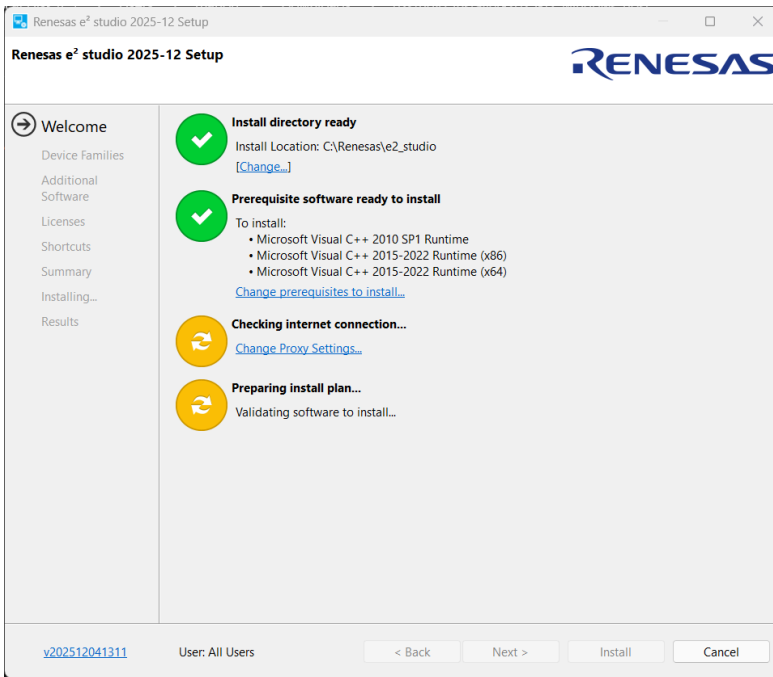 Renesas e² studio 2025-12 Setup
Renesas e² studio 2025-12 Setup
RENESAS
Welcome
Device Families
Additional
Software
Licenses
Shortcuts
Summary
Installing...
Results
Install directory ready
Install Location: C:\Renesas\e2_studio
[Change...]
Prerequisite software ready to install
To install:
• Microsoft Visual C++ 2010 SP1 Runtime
• Microsoft Visual C++ 2015-2022 Runtime (x86)
• Microsoft Visual C++ 2015-2022 Runtime (x64)
Change prerequisites to install...
Checking internet connection...
Change Proxy Settings...
Preparing install plan...
Validating software to install...
v202512041311
User: All Users
< Back
Next >
Install
Cancel